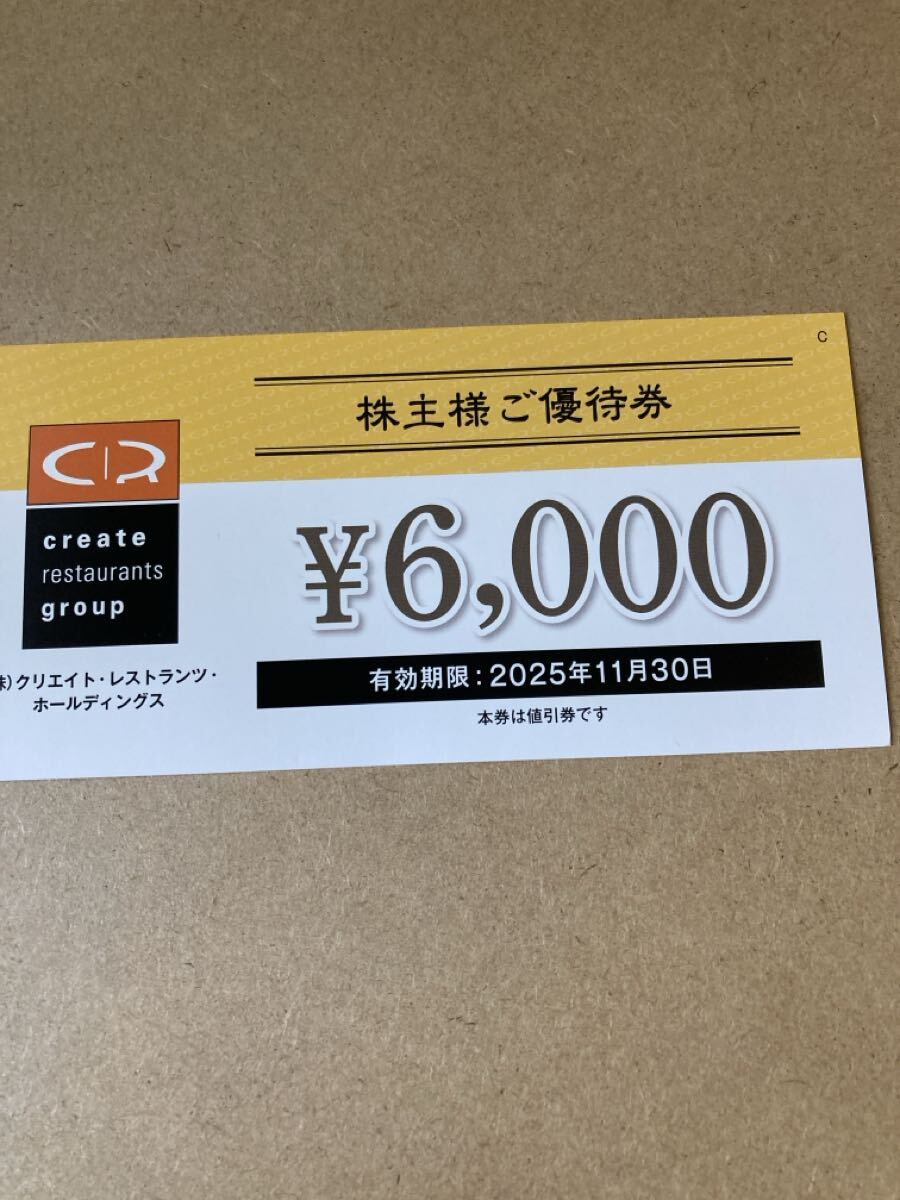 C
株主様ご優待券
CR
create
restaurants
group
¥6,000
株)クリエイト・レストランツ・
ホールディングス
有効期限:2025年11月30日
本券は値引券です